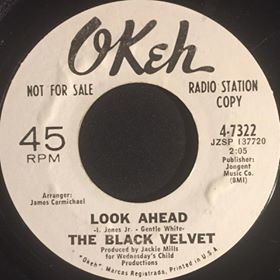 OKeh
NOT FOR SALE
RADIO STATION
COPY
45
RPM
4-7322
JZSP 137720
2:05
Publisher:
Jongent
Music Co.
(BMI)
Arranger:
James Carmichael
LOOK AHEAD
-I. Jones Jr. - Gentle White-
THE BLACK VELVET
Produced by Jackie Mills
for Wednesday's Child
Productions
"Okeh", Marcas Registrada, Printed in U.S.A.